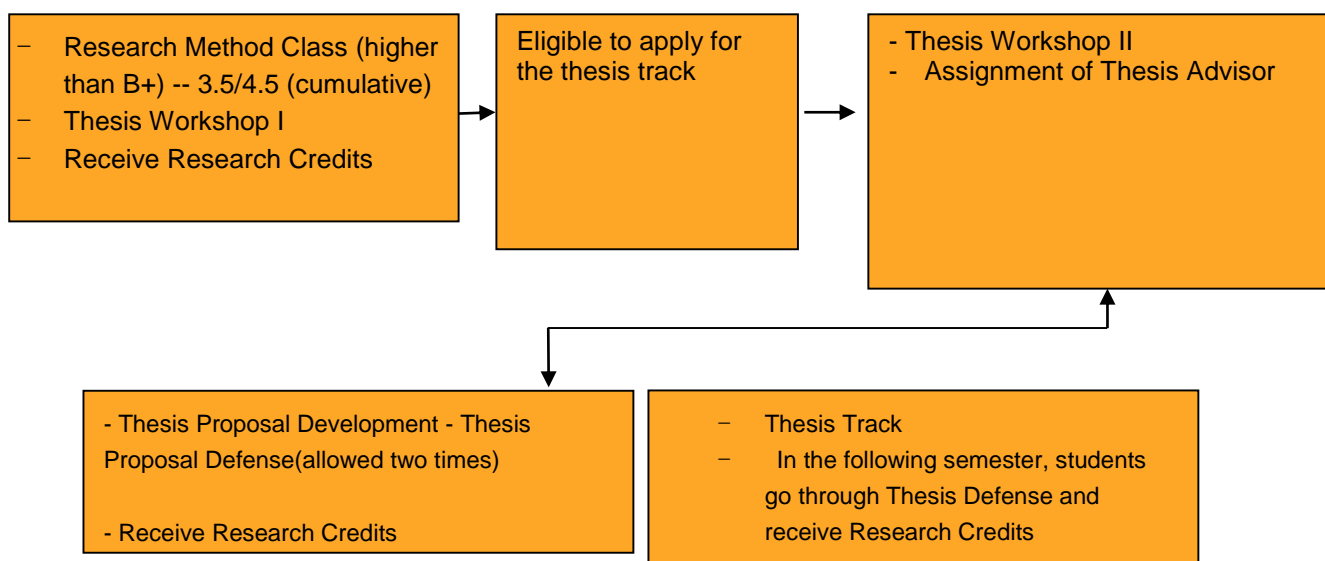 – Research Method Class (higher
than B+) -- 3.5/4.5 (cumulative)
– Thesis Workshop I
– Receive Research Credits
Eligible to apply for
the thesis track
- Thesis Workshop II
- Assignment of Thesis Advisor
- Thesis Proposal Development - Thesis
Proposal Defense(allowed two times)
- Receive Research Credits
– Thesis Track
– In the following semester, students
go through Thesis Defense and
receive Research Credits